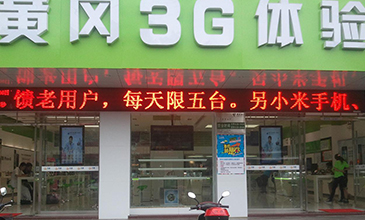 黄冈3G体验
馈老用户，每天限五台。另小米手机、